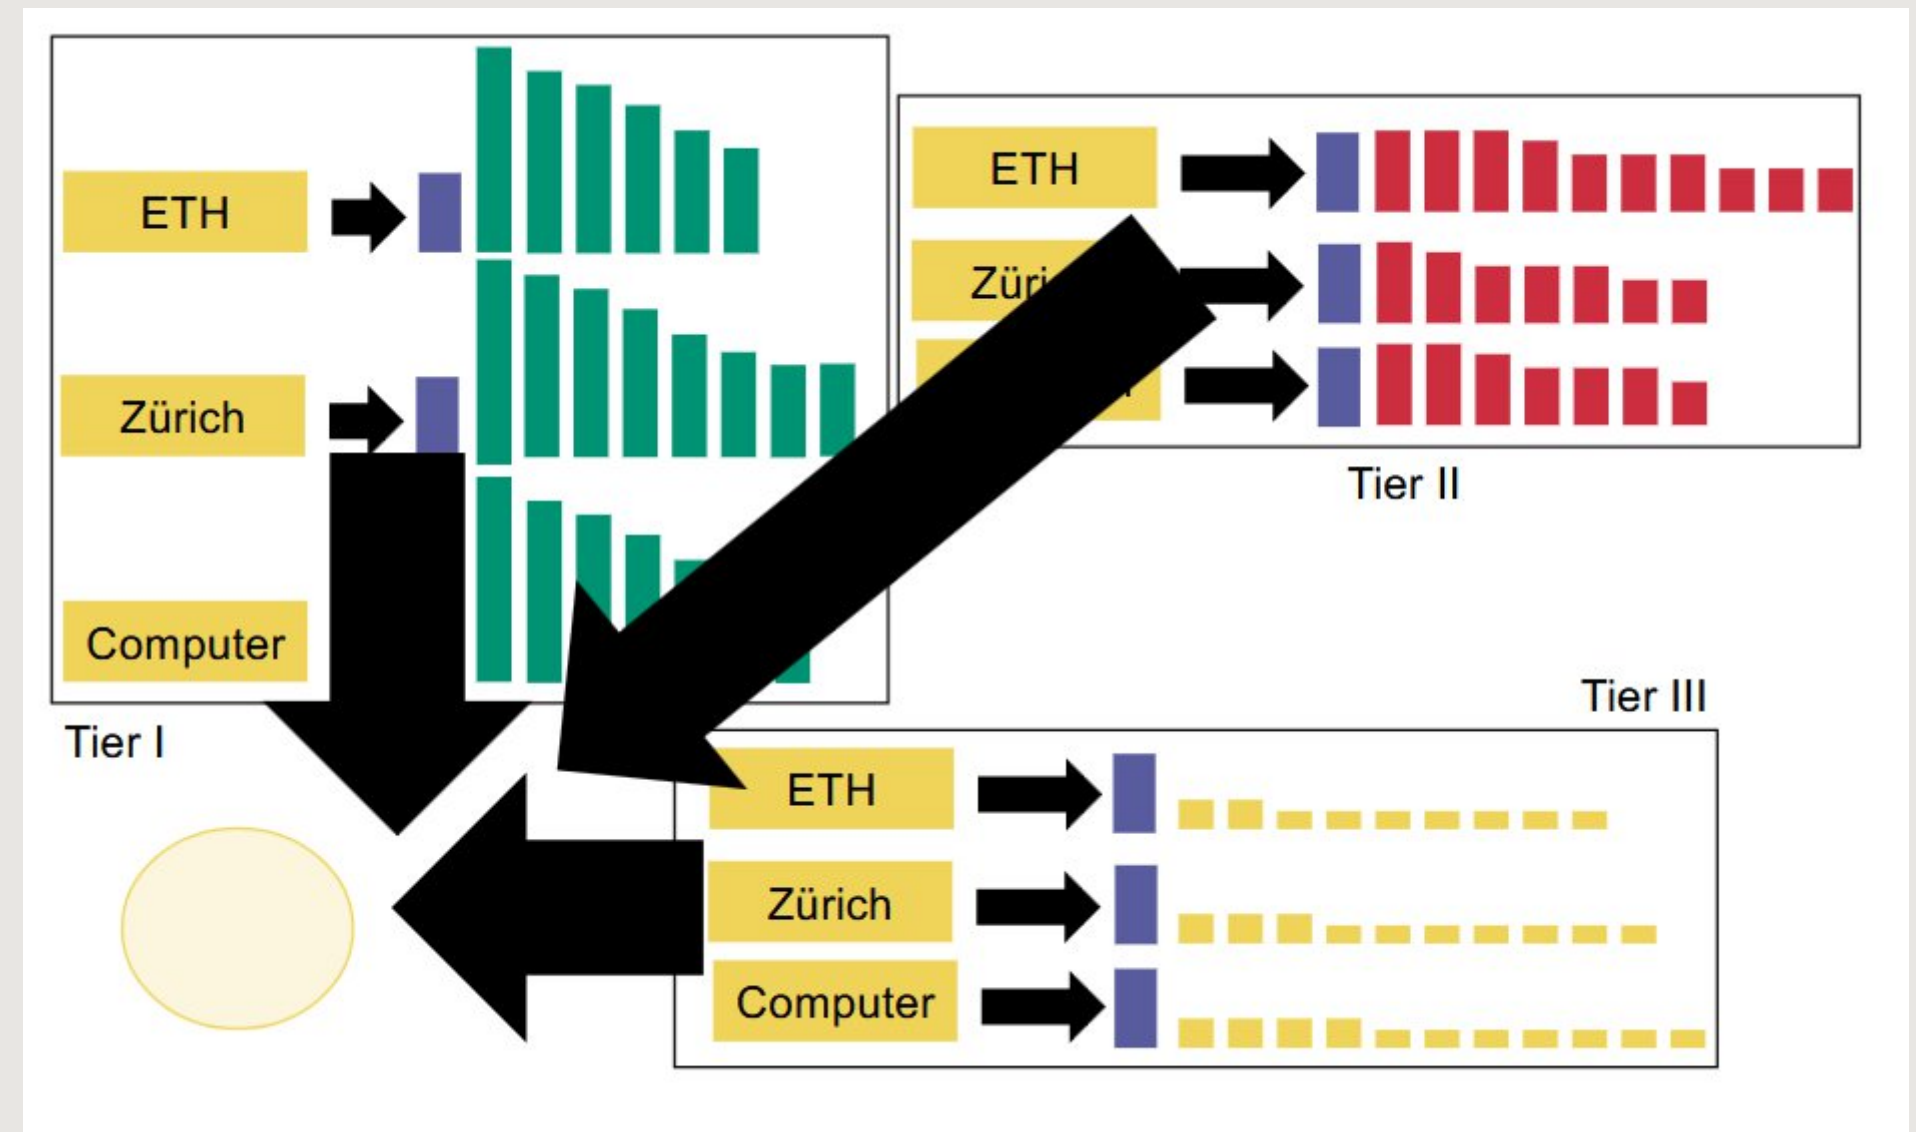 ETH
Zürich
Computer
Tier I
ETH
Tier II
Tier III
ETH
Zürich
Computer